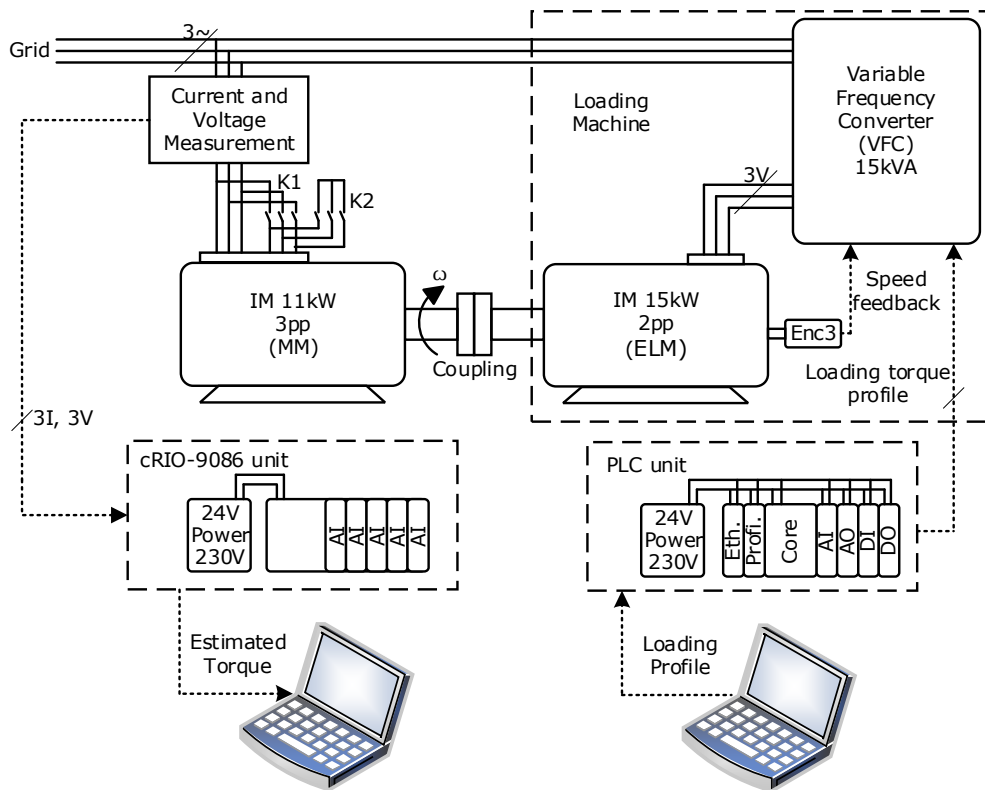 3~
Grid
Current and
Voltage
Measurement
Loading
Machine
Variable
Frequency
Converter
(VFC)
15kVA
K1
K2
3V
IM 11kW
3pp
(MM)
ω
Coupling
IM 15kW
2pp
(ELM)
Enc3
Speed
feedback
Loading torque
profile
3I, 3V
cRIO-9086 unit
24V
Power
230V
AI
AI
AI
AI
AI
PLC unit
24V
Power
230V
Eth.
Profi.
Core
AI
AO
DI
DO
Estimated
Torque
Loading
Profile